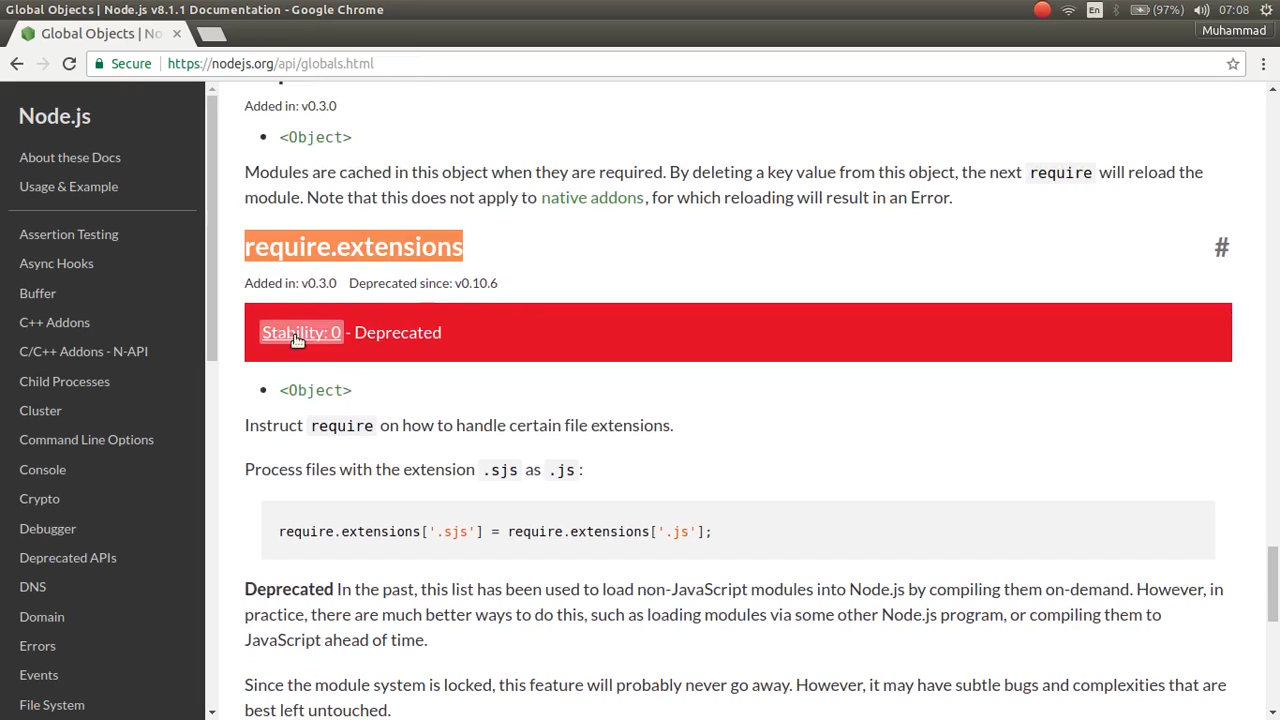 Global Objects | Node.js v8.1.1 Documentation - Google Chrome
En
(97%)
07:08
Global Objects | No
Muhammad
Secure
https://nodejs.org/api/globals.html
Node.js
About these Docs
Usage & Example
Assertion Testing
Async Hooks
Buffer
C++ Addons
C/C++ Addons - N-API
Child Processes
Cluster
Command Line Options
Console
Crypto
Debugger
Deprecated APIs
DNS
Domain
Errors
Events
File System
Added in: v0.3.0
• <Object>
Modules are cached in this object when they are required. By deleting a key value from this object, the next require will reload the
module. Note that this does not apply to native addons, for which reloading will result in an Error.
require.extensions
#
Added in: v0.3.0 Deprecated since: v0.10.6
Stability: 0 - Deprecated
• <Object>
Instruct require on how to handle certain file extensions.
Process files with the extension .sjs as .js:
require.extensions['.sjs'] = require.extensions['.js'];
Deprecated In the past, this list has been used to load non-JavaScript modules into Node.js by compiling them on-demand. However, in
practice, there are much better ways to do this, such as loading modules via some other Node.js program, or compiling them to
JavaScript ahead of time.
Since the module system is locked, this feature will probably never go away. However, it may have subtle bugs and complexities that are
best left untouched.